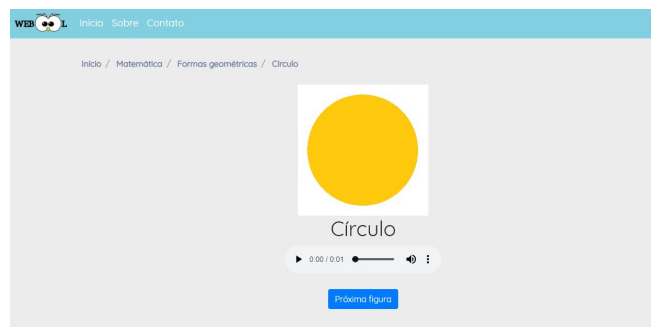 WEB L Início Sobre Contato
Início / Matemática / Formas geométricas / Círculo
Círculo
0:00 / 0:01
Próxima figura